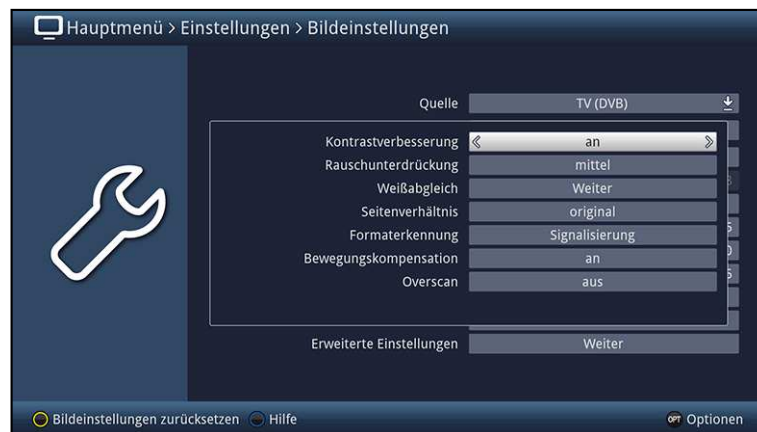 Hauptmenü > Einstellungen > Bildeinstellungen
Quelle TV (DVB)
Kontrastverbesserung an
Rauschunterdrückung mittel
Weißabgleich Weiter
Seitenverhältnis original
Formaterkennung Signalisierung
Bewegungskompensation an
Overscan aus
Erweiterte Einstellungen Weiter
Bildeinstellungen zurücksetzen Hilfe OPT Optionen